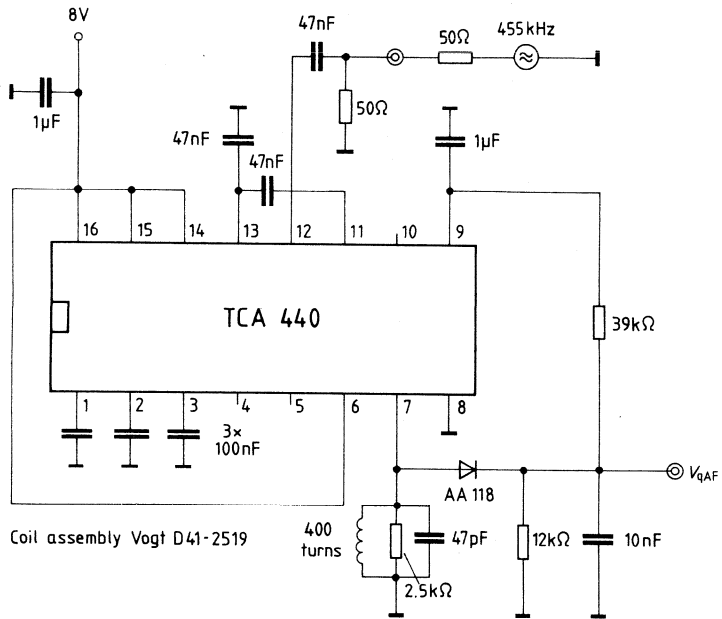 8V
47nF
50Ω
455kHz
1µF
50Ω
47nF
47nF
1µF
16 15 14 13 12 11 10 9
TCA 440
39kΩ
1 2 3 4 5 6 7 8
3×
100nF
AA 118
VqAF
Coil assembly Vogt D41-2519
400
turns
47pF
2.5kΩ
12kΩ
10nF